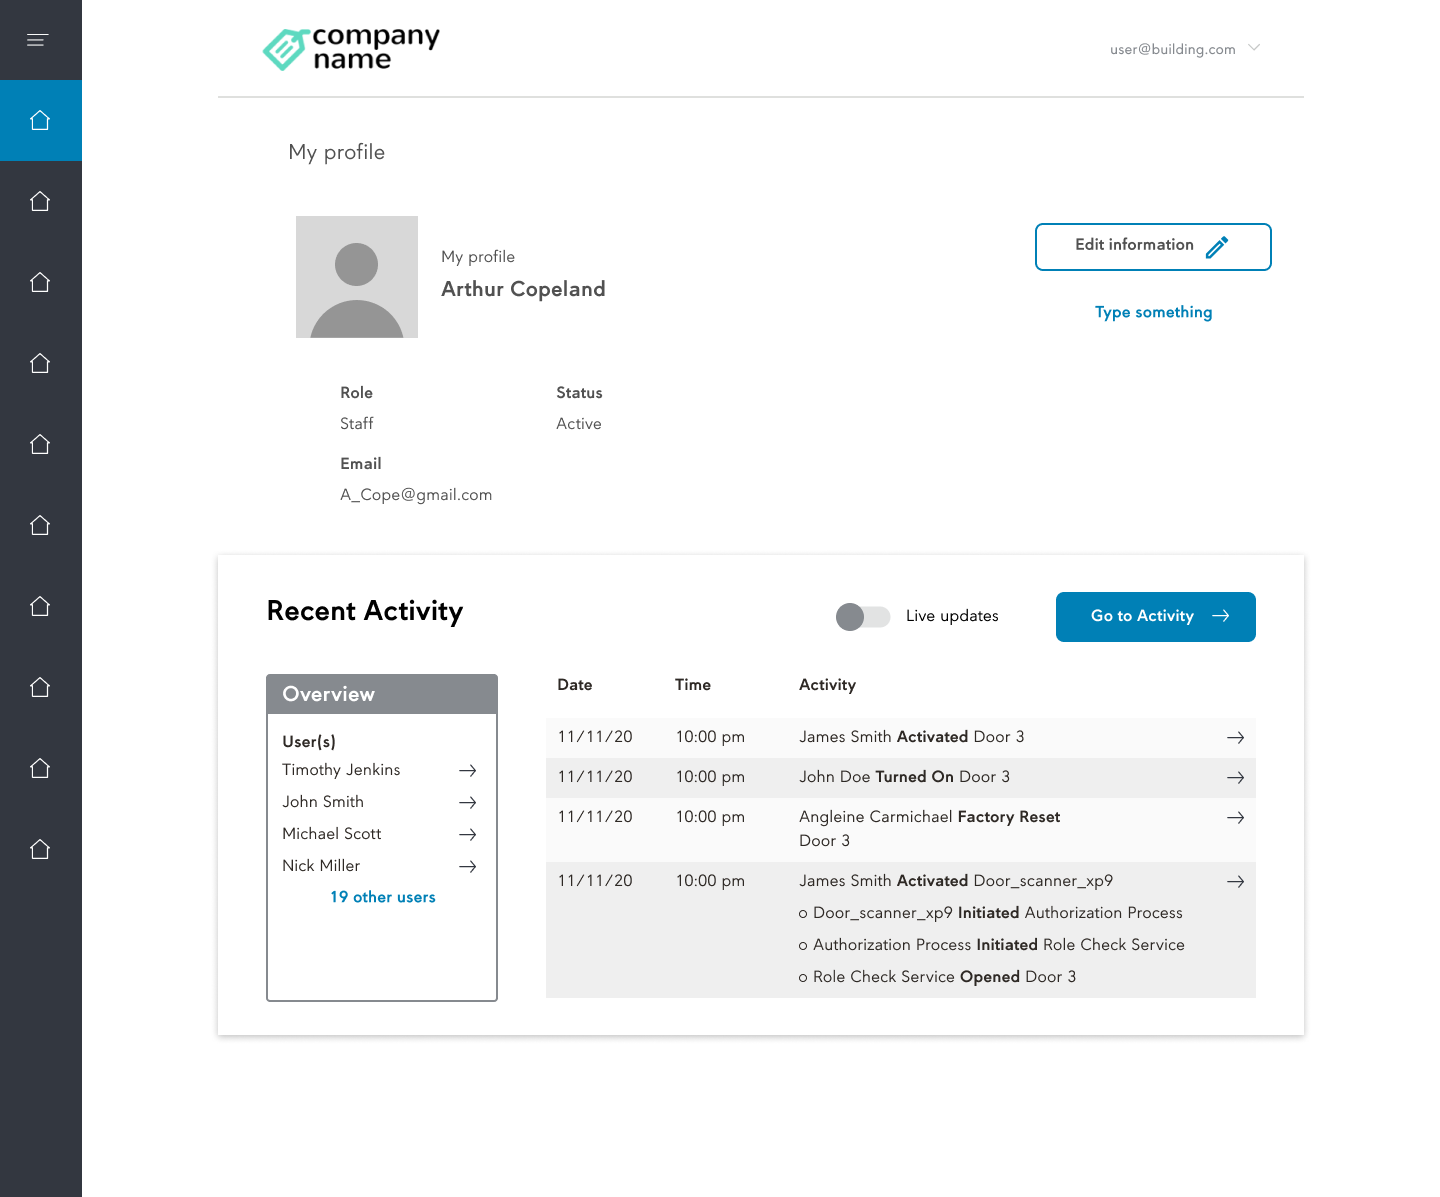 company
name
user@building.com
My profile
My profile
Arthur Copeland
Edit information
Type something
Role
Status
Staff
Active
Email
A_Cope@gmail.com
Recent Activity
Live updates
Go to Activity
Overview
User(s)
Timothy Jenkins
John Smith
Michael Scott
Nick Miller
19 other users
Date Time Activity
11/11/20 10:00 pm James Smith Activated Door 3
11/11/20 10:00 pm John Doe Turned On Door 3
11/11/20 10:00 pm Angleine Carmichael Factory Reset
Door 3
11/11/20 10:00 pm James Smith Activated Door_scanner_xp9
o Door_scanner_xp9 Initiated Authorization Process
o Authorization Process Initiated Role Check Service
o Role Check Service Opened Door 3